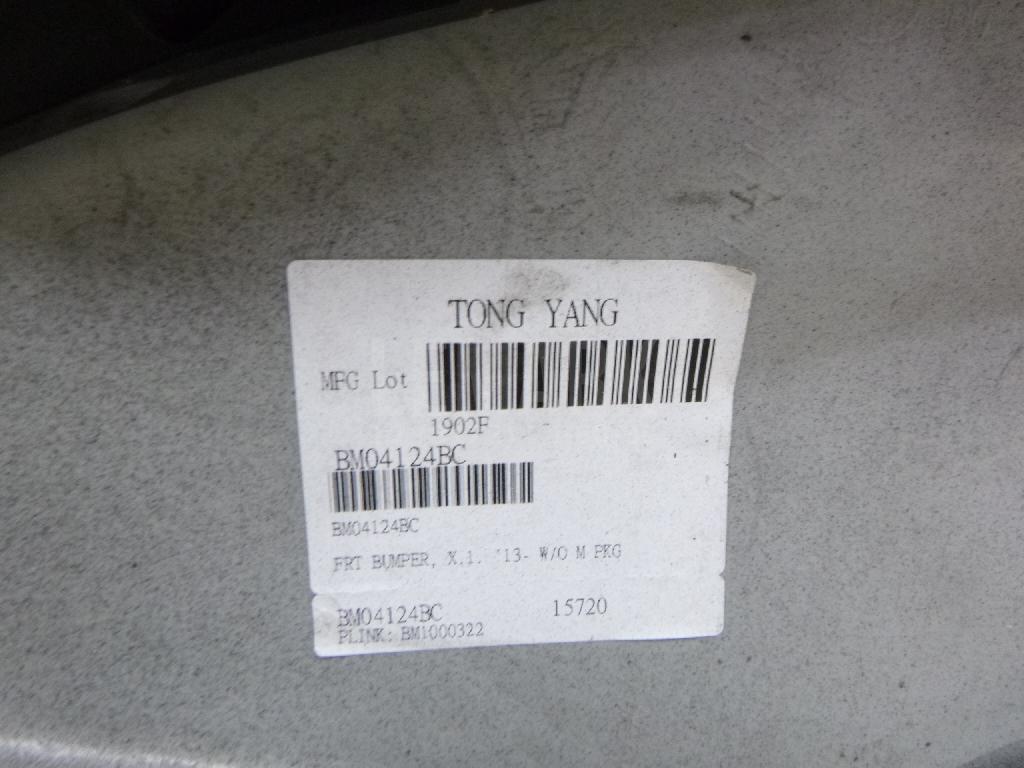 TONG YANG
MFG Lot
1902F
BM04124BC
BM04124BC
FRT BUMPER, X.1. '13- W/O M PKG
BM04124BC 15720
PLINK: BM1000322